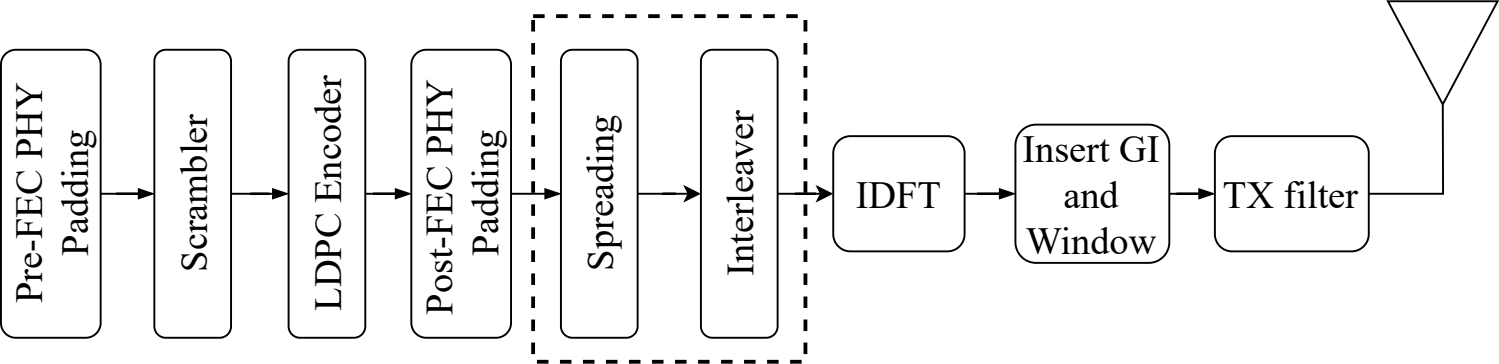 Pre-FEC PHY
Padding
Scrambler
LDPC Encoder
Post-FEC PHY
Padding
Spreading
Interleaver
IDFT
Insert GI
and
Window
TX filter